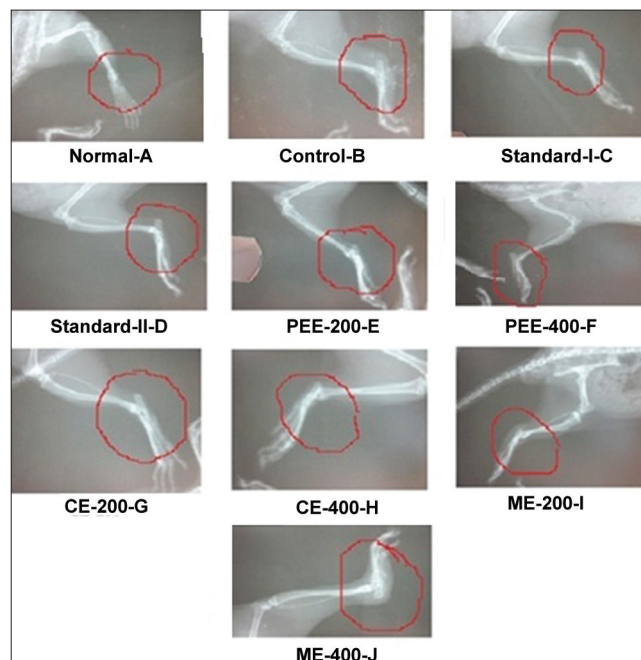 Normal-A
Control-B
Standard-I-C
Standard-II-D
PEE-200-E
PEE-400-F
CE-200-G
CE-400-H
ME-200-I
ME-400-J